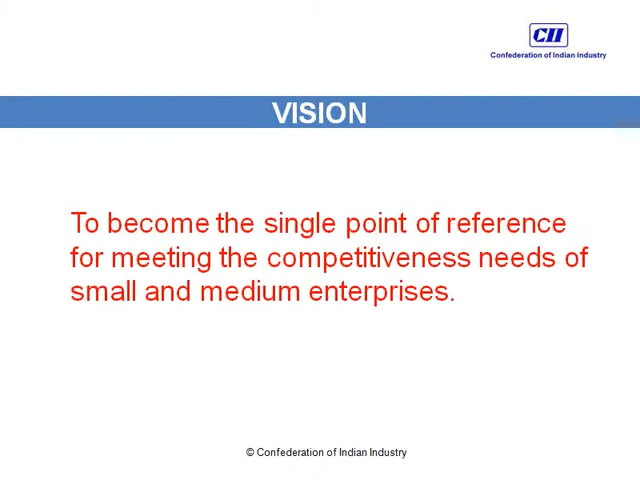 CII
Confederation of Indian Industry
VISION
To become the single point of reference
for meeting the competitiveness needs of
small and medium enterprises.
© Confederation of Indian Industry